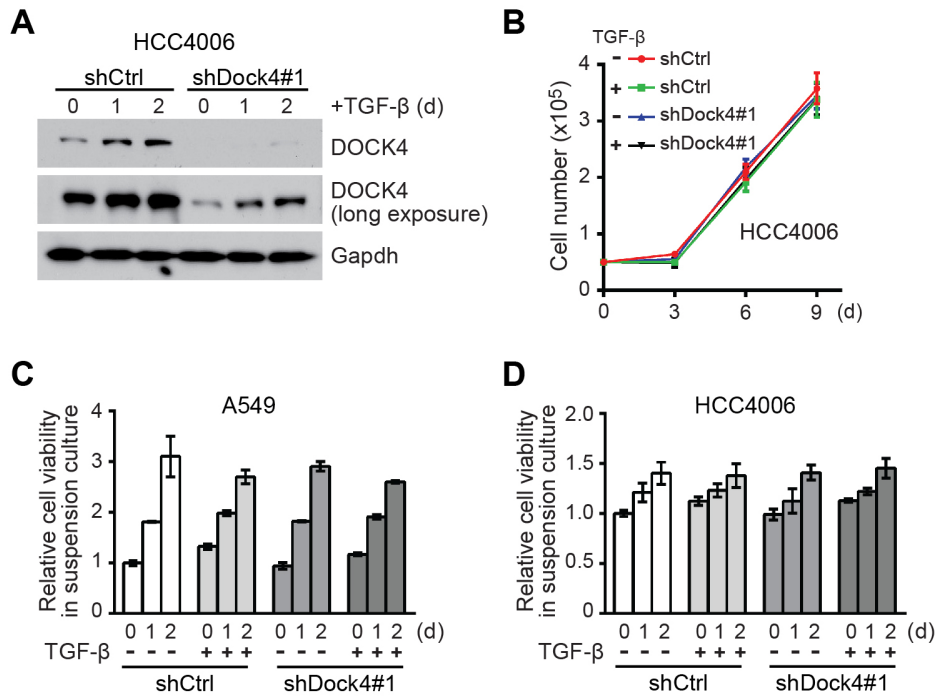 A
HCC4006
shCtrl shDock4#1
0 1 2 0 1 2 +TGF-β (d)
DOCK4
DOCK4
(long exposure)
Gapdh
B
TGF-β
- shCtrl
+ shCtrl
- shDock4#1
+ shDock4#1
Cell number (x10⁵)
4
3
2
1
0
HCC4006
0 3 6 9 (d)
C
A549
Relative cell viability
in suspension culture
4
3
2
1
0
0 1 2 0 1 2 0 1 2 0 1 2 (d)
TGF-β - - - + + + - - - + + +
shCtrl shDock4#1
D
HCC4006
Relative cell viability
in suspension culture
2.0
1.5
1.0
0.5
0
0 1 2 0 1 2 0 1 2 0 1 2 (d)
TGF-β - - - + + + - - - + + +
shCtrl shDock4#1